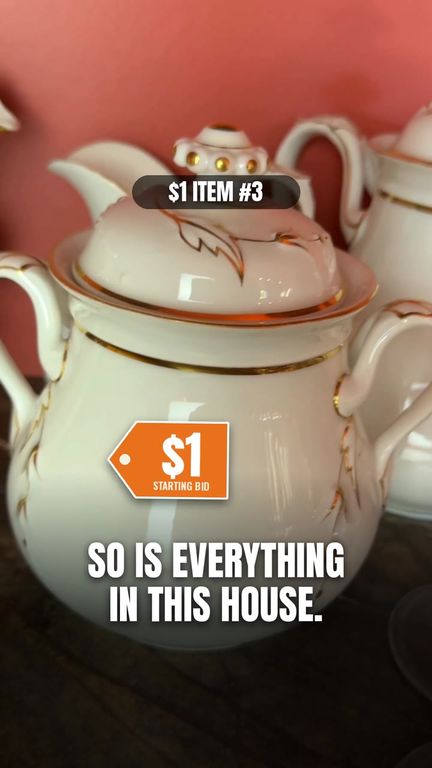 $1 ITEM #3
$1
STARTING BID
SO IS EVERYTHING
IN THIS HOUSE.